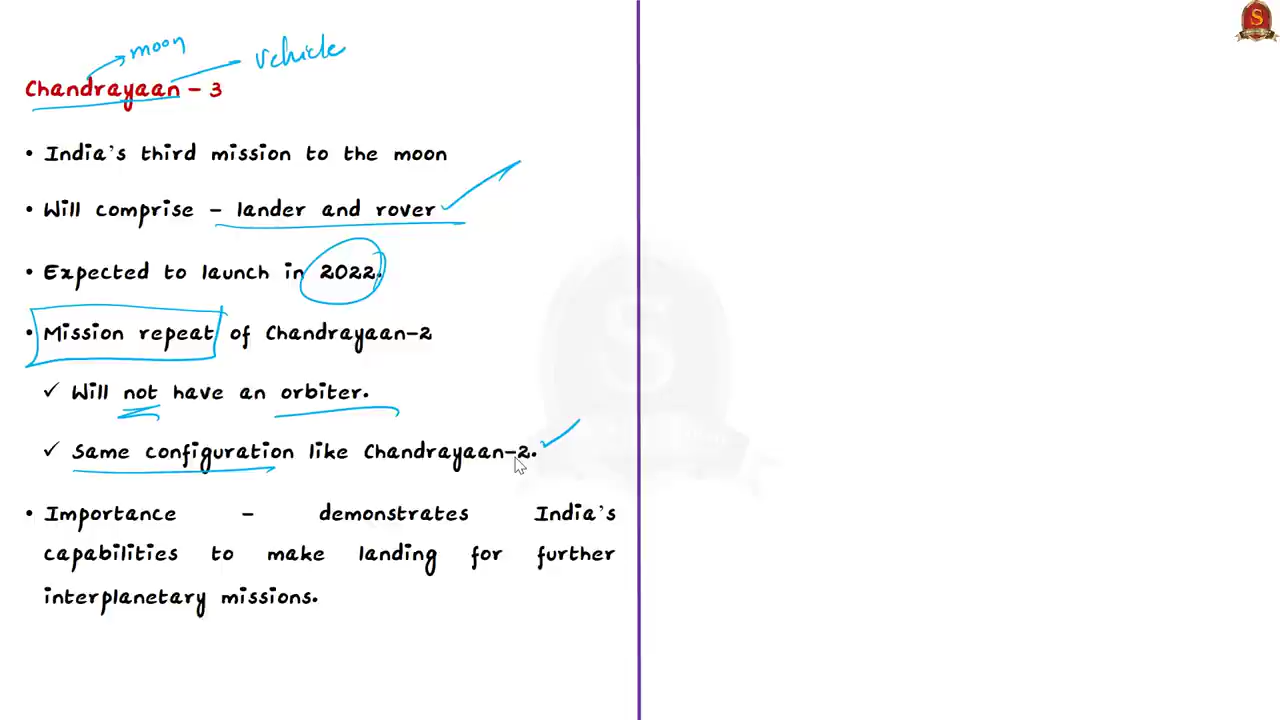 moon
vehicle
Chandrayaan - 3
• India's third mission to the moon
• Will comprise - lander and rover
• Expected to launch in 2022.
• Mission repeat of Chandrayaan-2
✓ Will not have an orbiter.
✓ Same configuration like Chandrayaan-2.
• Importance - demonstrates India's
capabilities to make landing for further
interplanetary missions.
S